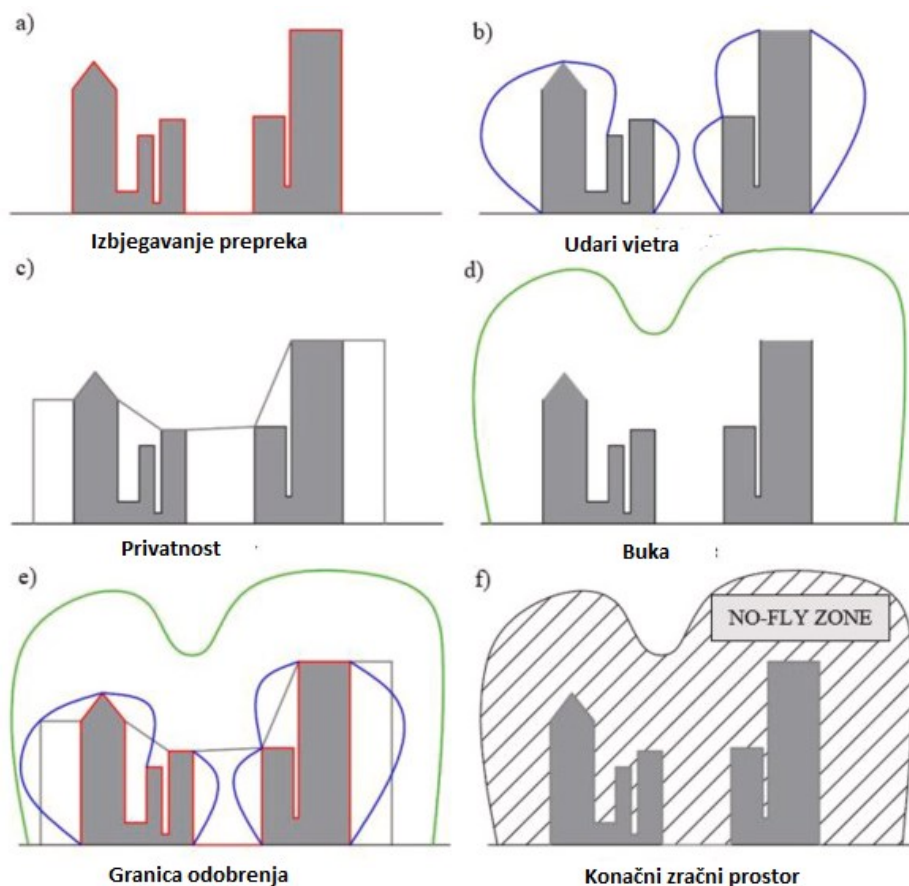 a)
b)
Izbjegavanje prepreka
Udari vjetra
c)
d)
Privatnost
Buka
e)
f)
NO-FLY ZONE
Granica odobrenja
Konačni zračni prostor